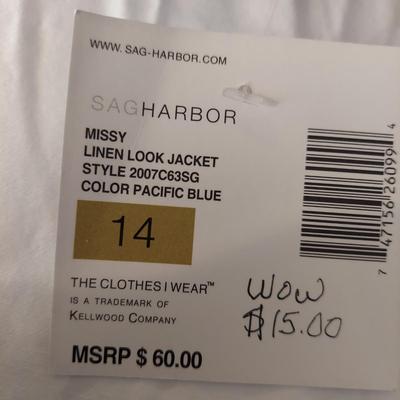 WWW. SAG-HARBOR.COM
SAGHARBOR
MISSY
LINEN LOOK JACKET
STYLE 2007C63SG
COLOR PACIFIC BLUE
14
7 47156 26099 4
THE CLOTHES I WEAR™
IS A TRADEMARK OF
KELLWOOD COMPANY
WOW
$15.00
MSRP $ 60.00